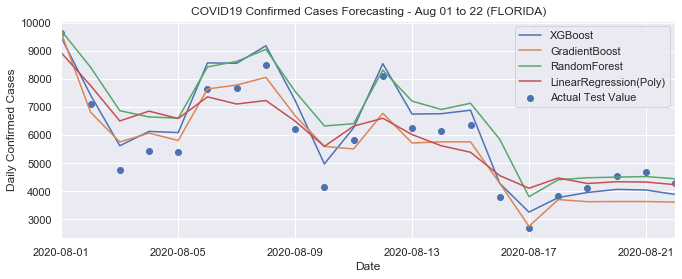 COVID19 Confirmed Cases Forecasting - Aug 01 to 22 (FLORIDA)
10000
9000
8000
7000
6000
5000
4000
3000
Daily Confirmed Cases
XGBoost
GradientBoost
RandomForest
LinearRegression(Poly)
Actual Test Value
2020-08-01 2020-08-05 2020-08-09 2020-08-13 2020-08-17 2020-08-21
Date